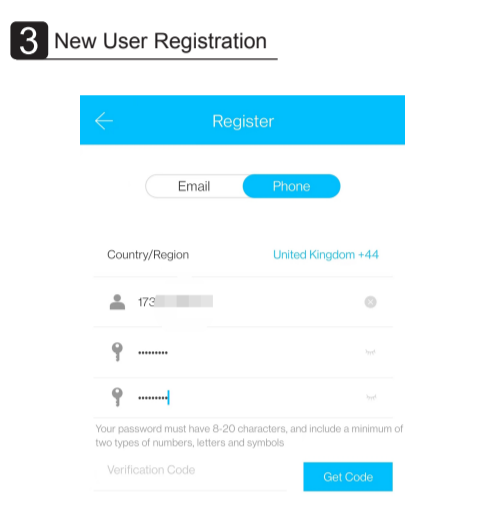 3 New User Registration
Register
Email Phone
Country/Region United Kingdom +44
173
Your password must have 8-20 characters, and include a minimum of
two types of numbers, letters and symbols
Verification Code Get Code